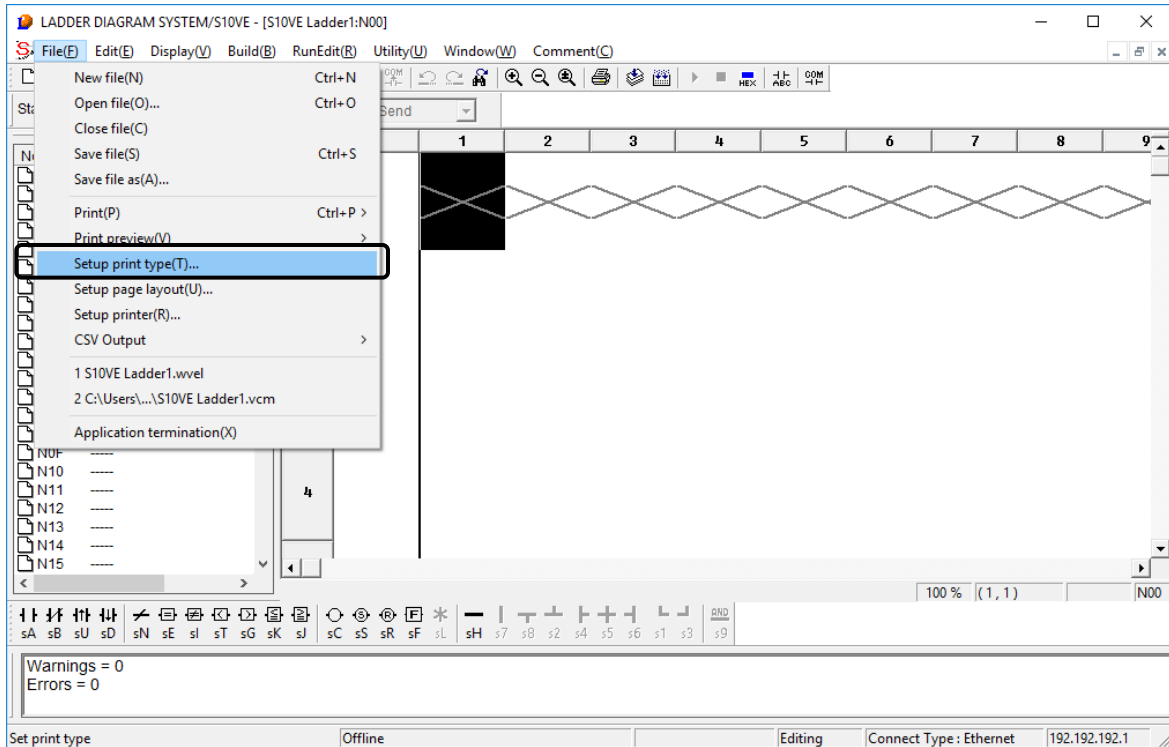 LADDER DIAGRAM SYSTEM/S10VE - [S10VE Ladder1:N00]
File(F) Edit(E) Display(V) Build(B) RunEdit(R) Utility(U) Window(W) Comment(C)
New file(N) Ctrl+N
Open file(O)... Ctrl+O
Send
Close file(C)
Save file(S) Ctrl+S
Save file as(A)...
Print(P) Ctrl+P >
Print preview(V) >
Setup print type(T)...
Setup page layout(U)...
Setup printer(R)...
CSV Output >
1 S10VE Ladder1.wvel
2 C:\Users\...\S10VE Ladder1.vcm
Application termination(X)
1 2 3 4 5 6 7 8 9
N0F -----
N10 -----
N11 -----
N12 -----
N13 -----
N14 -----
N15 -----
4
100 % ( 1 , 1 ) N00
sA sB sU sD sN sE sI sT sG sK sJ sC sS sR sF sL sH s7 s8 s2 s4 s5 s6 s1 s3 s9
Warnings = 0
Errors = 0
Set print type Offline Editing Connect Type : Ethernet 192.192.192.1